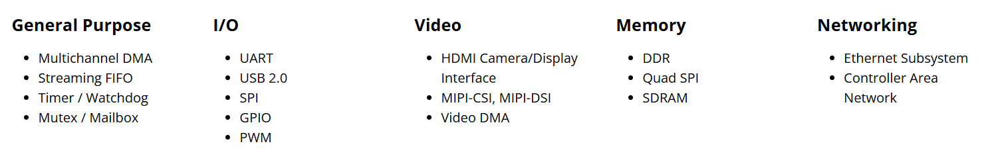 General Purpose
Multichannel DMA
Streaming FIFO
Timer / Watchdog
Mutex / Mailbox
I/O
UART
USB 2.0
SPI
GPIO
PWM
Video
HDMI Camera/Display
Interface
MIPI-CSI, MIPI-DSI
Video DMA
Memory
DDR
Quad SPI
SDRAM
Networking
Ethernet Subsystem
Controller Area
Network